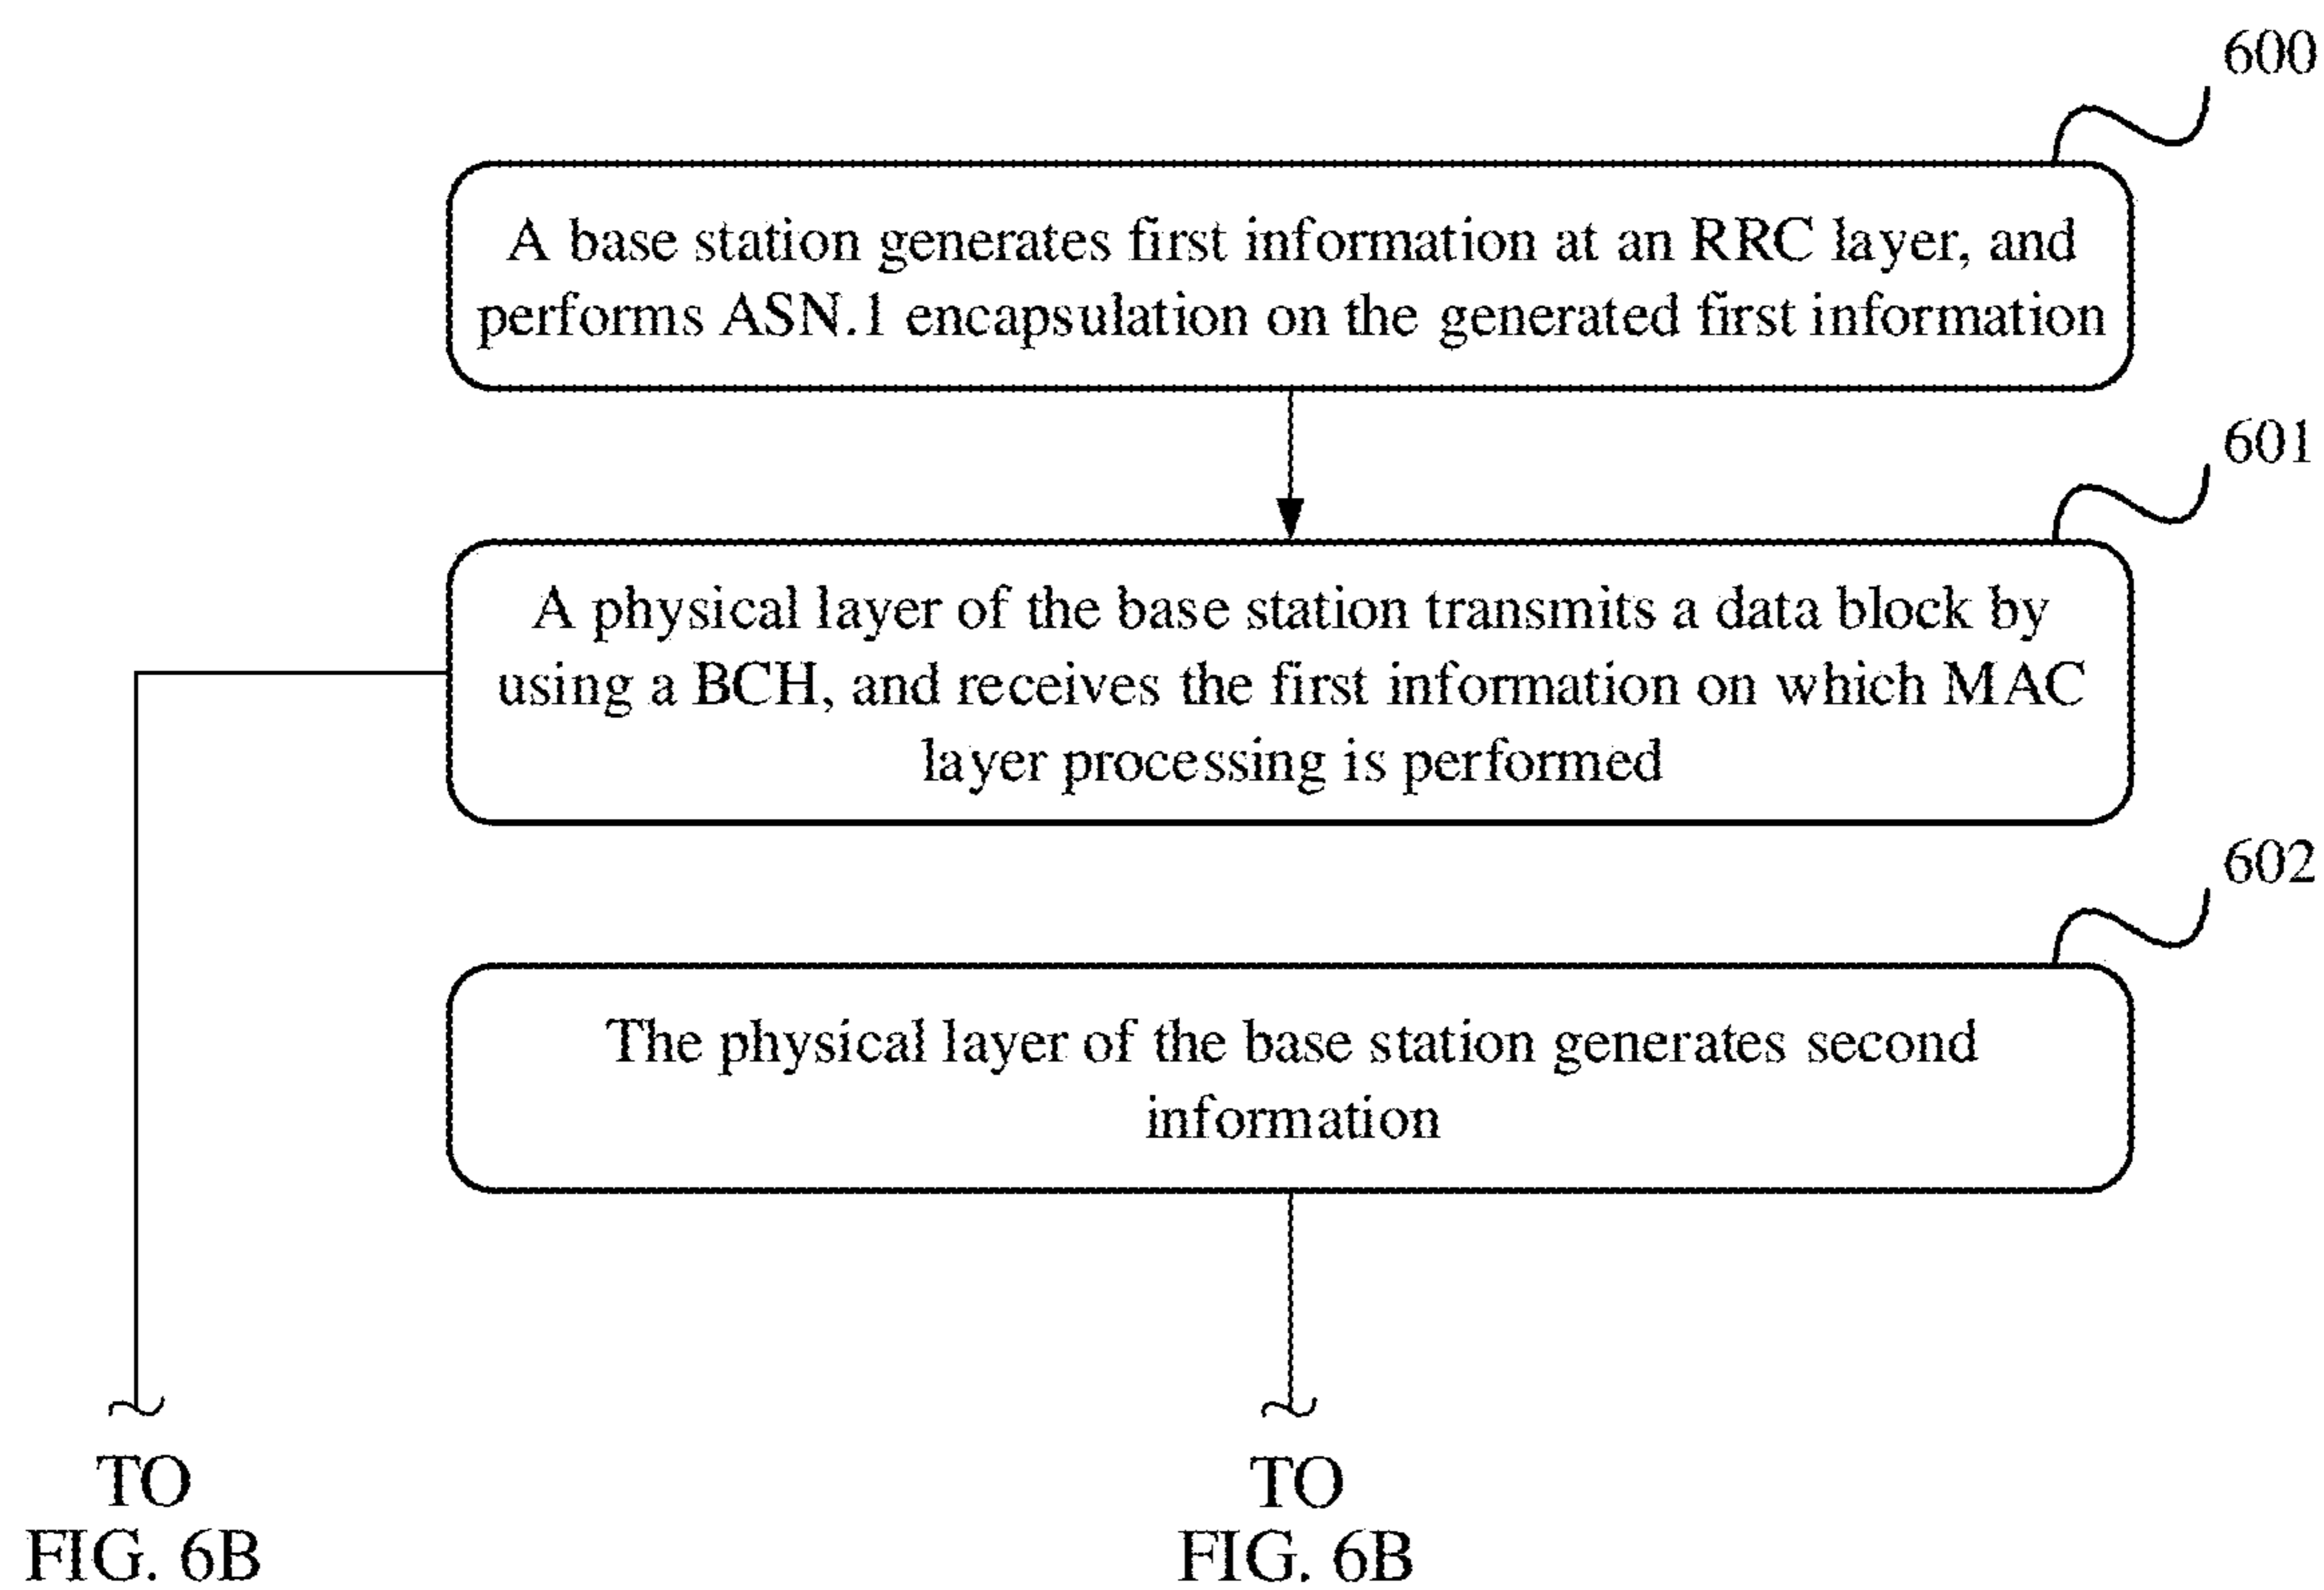 600
A base station generates first information at an RRC layer, and
performs ASN.1 encapsulation on the generated first information
601
A physical layer of the base station transmits a data block by
using a BCH, and receives the first information on which MAC
layer processing is performed
602
The physical layer of the base station generates second
information
TO
FIG. 6B
TO
FIG. 6B